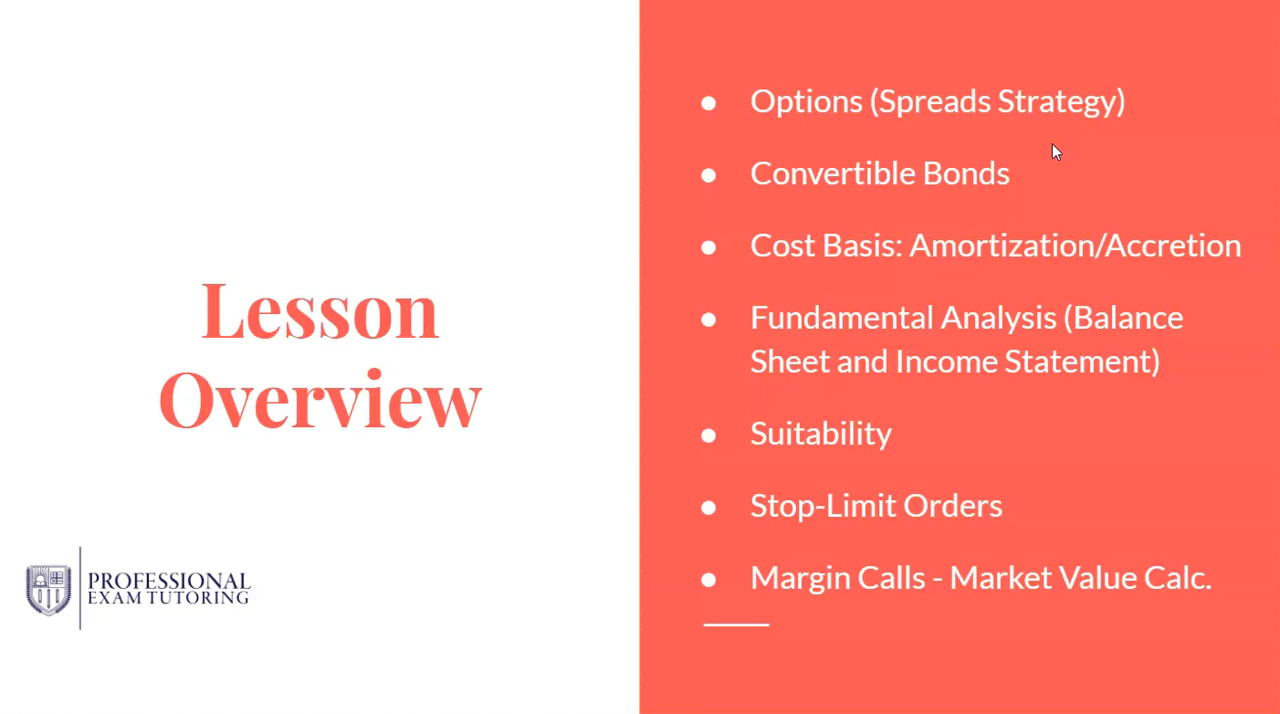 Lesson
Overview
PROFESSIONAL
EXAM TUTORING
● Options (Spreads Strategy)
● Convertible Bonds
● Cost Basis: Amortization/Accretion
● Fundamental Analysis (Balance
Sheet and Income Statement)
● Suitability
● Stop-Limit Orders
● Margin Calls - Market Value Calc.